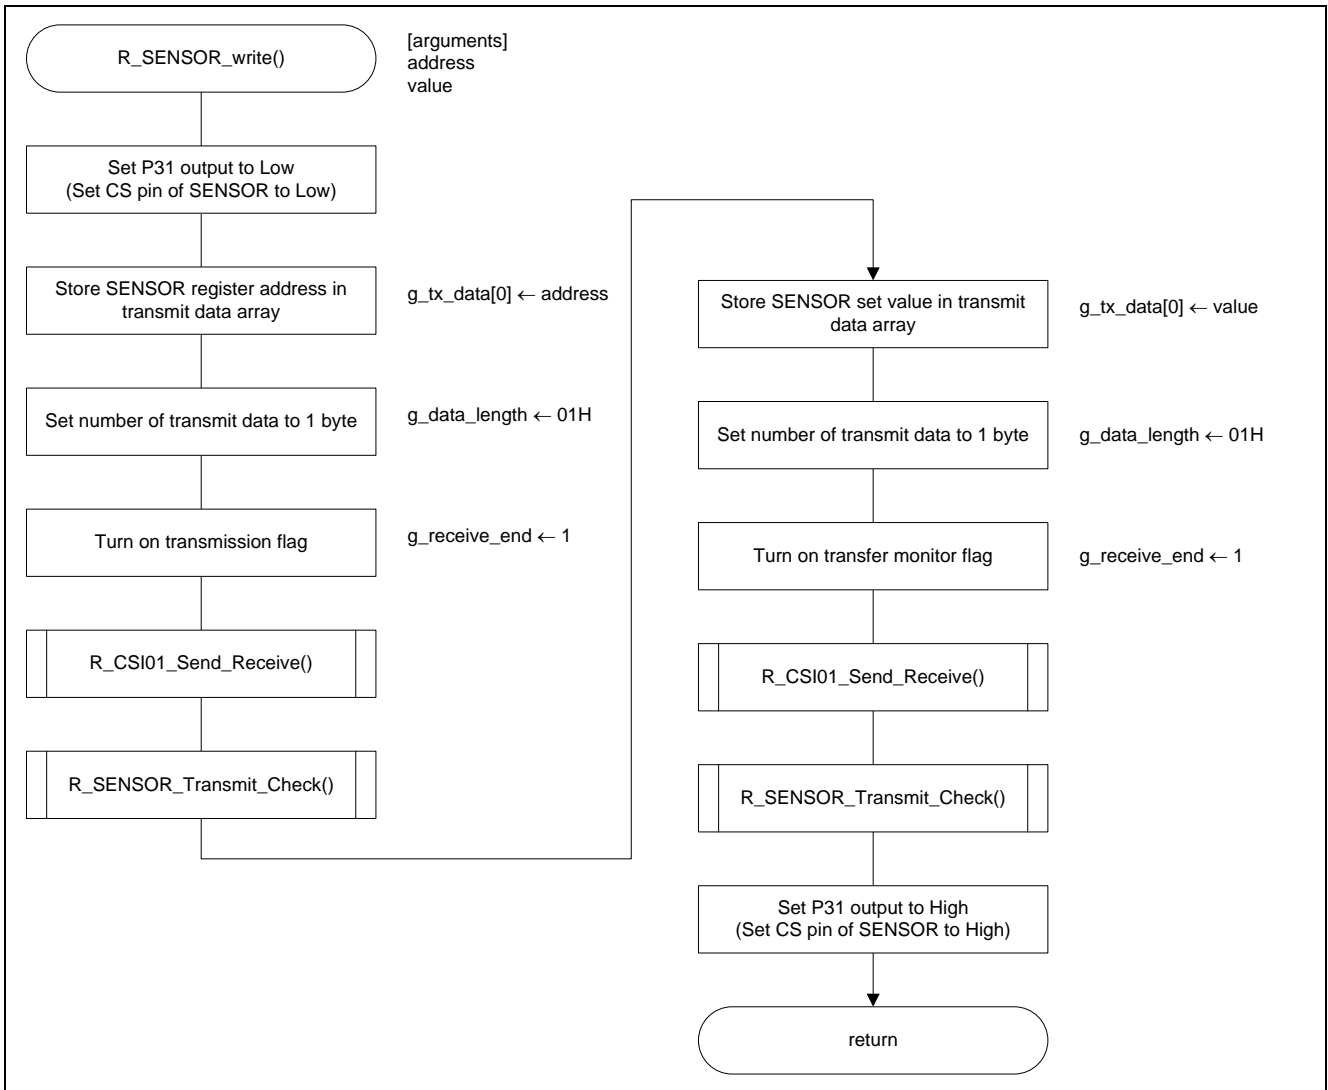 R_SENSOR_write()
[arguments]
address
value
Set P31 output to Low
(Set CS pin of SENSOR to Low)
Store SENSOR register address in
transmit data array
g_tx_data[0] ← address
Set number of transmit data to 1 byte
g_data_length ← 01H
Turn on transmission flag
g_receive_end ← 1
R_CSI01_Send_Receive()
R_SENSOR_Transmit_Check()
Store SENSOR set value in transmit
data array
g_tx_data[0] ← value
Set number of transmit data to 1 byte
g_data_length ← 01H
Turn on transfer monitor flag
g_receive_end ← 1
R_CSI01_Send_Receive()
R_SENSOR_Transmit_Check()
Set P31 output to High
(Set CS pin of SENSOR to High)
return